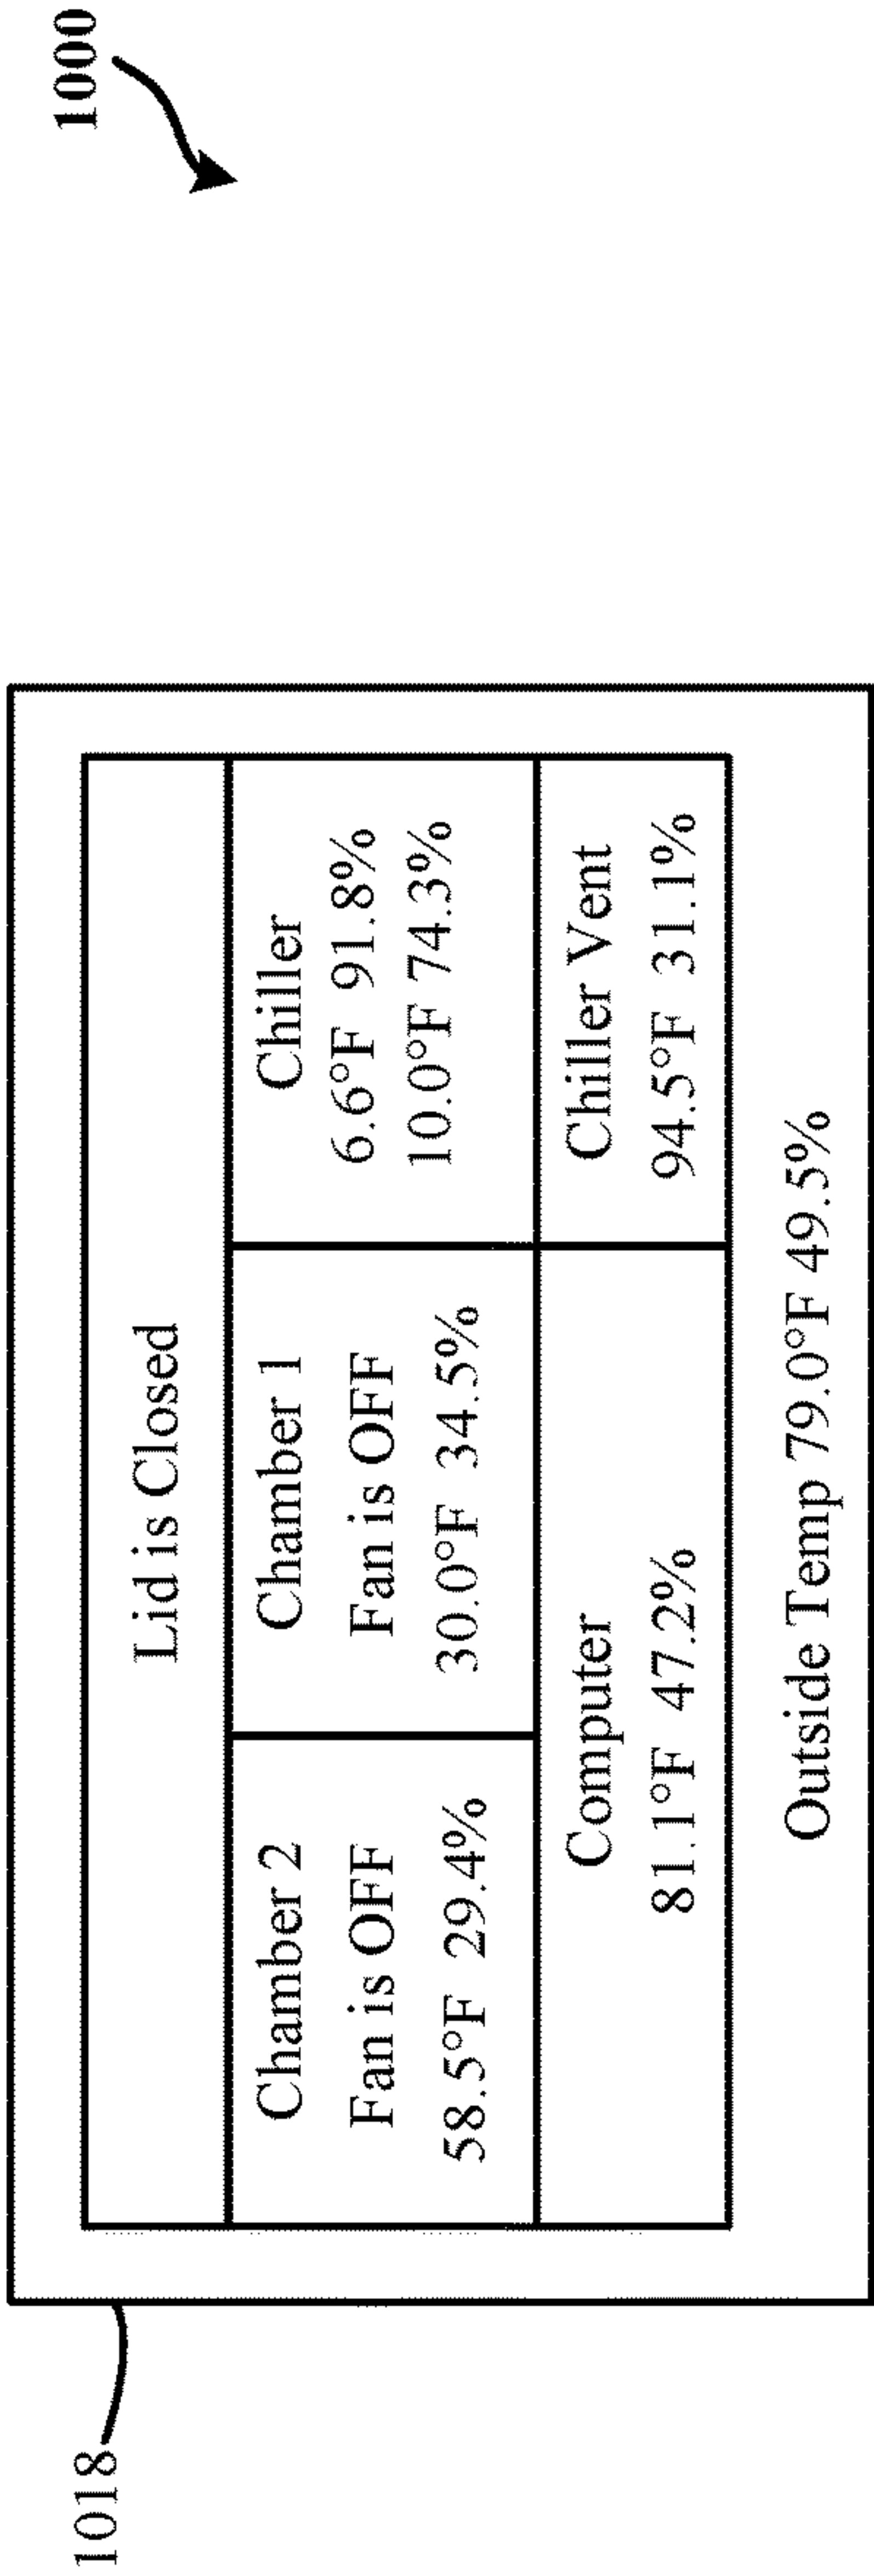 1000
1018
Lid is Closed
Chamber 2
Fan is OFF
58.5°F 29.4%
Chamber 1
Fan is OFF
30.0°F 34.5%
Chiller
6.6°F 91.8%
10.0°F 74.3%
Computer
81.1°F 47.2%
Chiller Vent
94.5°F 31.1%
Outside Temp 79.0°F 49.5%